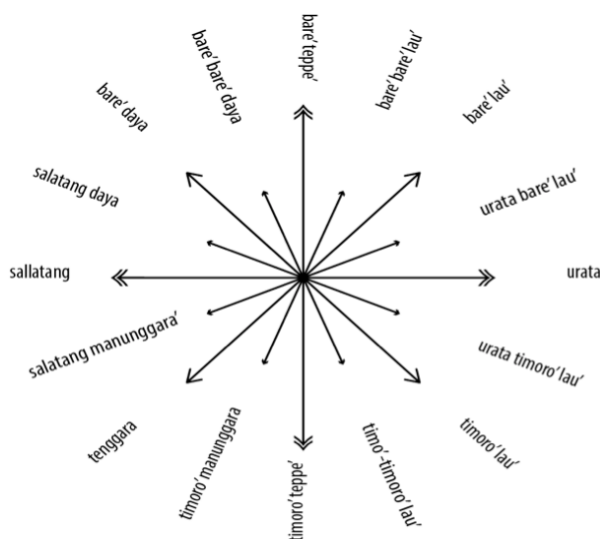 bare' teppe'
bare' bare' lau'
bare' lau'
urata bare' lau'
urata
urata timoro' lau'
timoro' lau'
timo'-timoro' lau'
timoro' teppe'
timoro' manunggara
tenggara
salatang manunggara'
sallatang
salatang daya
bare' daya
bare' bare' daya